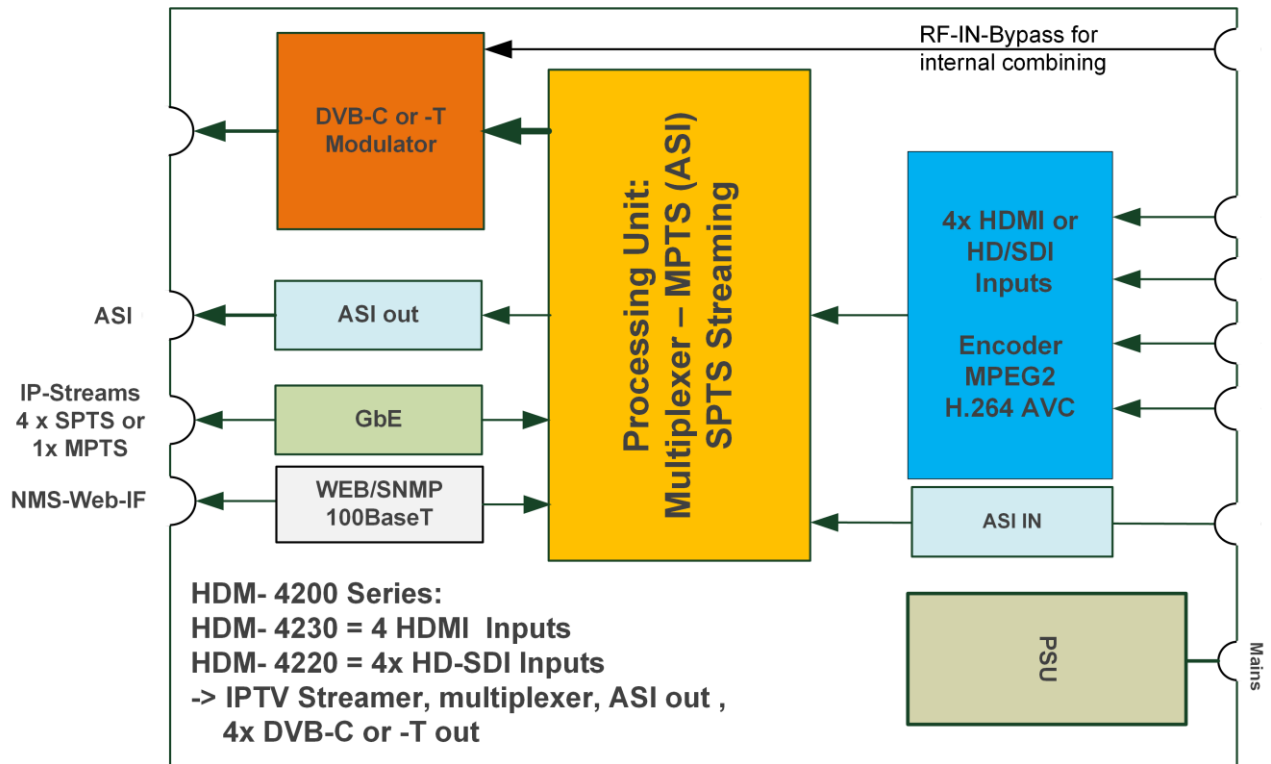 RF-IN-Bypass for
internal combining
DVB-C or -T
Modulator
Processing Unit:
Multiplexer – MPTS (ASI)
SPTS Streaming
4x HDMI or
HD/SDI
Inputs
Encoder
MPEG2
H.264 AVC
ASI
ASI out
IP-Streams
4 x SPTS or
1x MPTS
GbE
NMS-Web-IF
WEB/SNMP
100BaseT
ASI IN
PSU
Mains
HDM- 4200 Series:
HDM- 4230 = 4 HDMI Inputs
HDM- 4220 = 4x HD-SDI Inputs
-> IPTV Streamer, multiplexer, ASI out ,
4x DVB-C or -T out